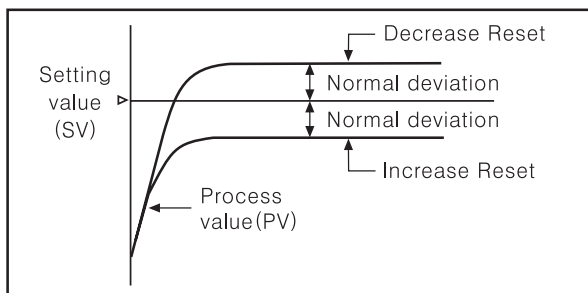 Decrease Reset
Setting
value
(SV)
Normal deviation
Normal deviation
Increase Reset
Process
value(PV)